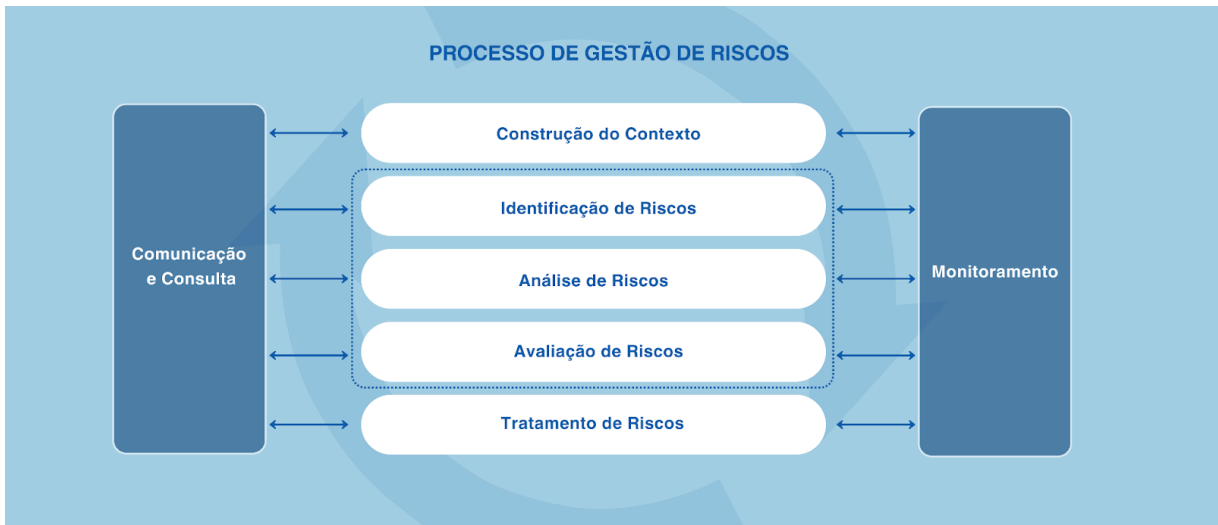 PROCESSO DE GESTÃO DE RISCOS
Comunicação
e Consulta
Construção do Contexto
Identificação de Riscos
Análise de Riscos
Avaliação de Riscos
Tratamento de Riscos
Monitoramento